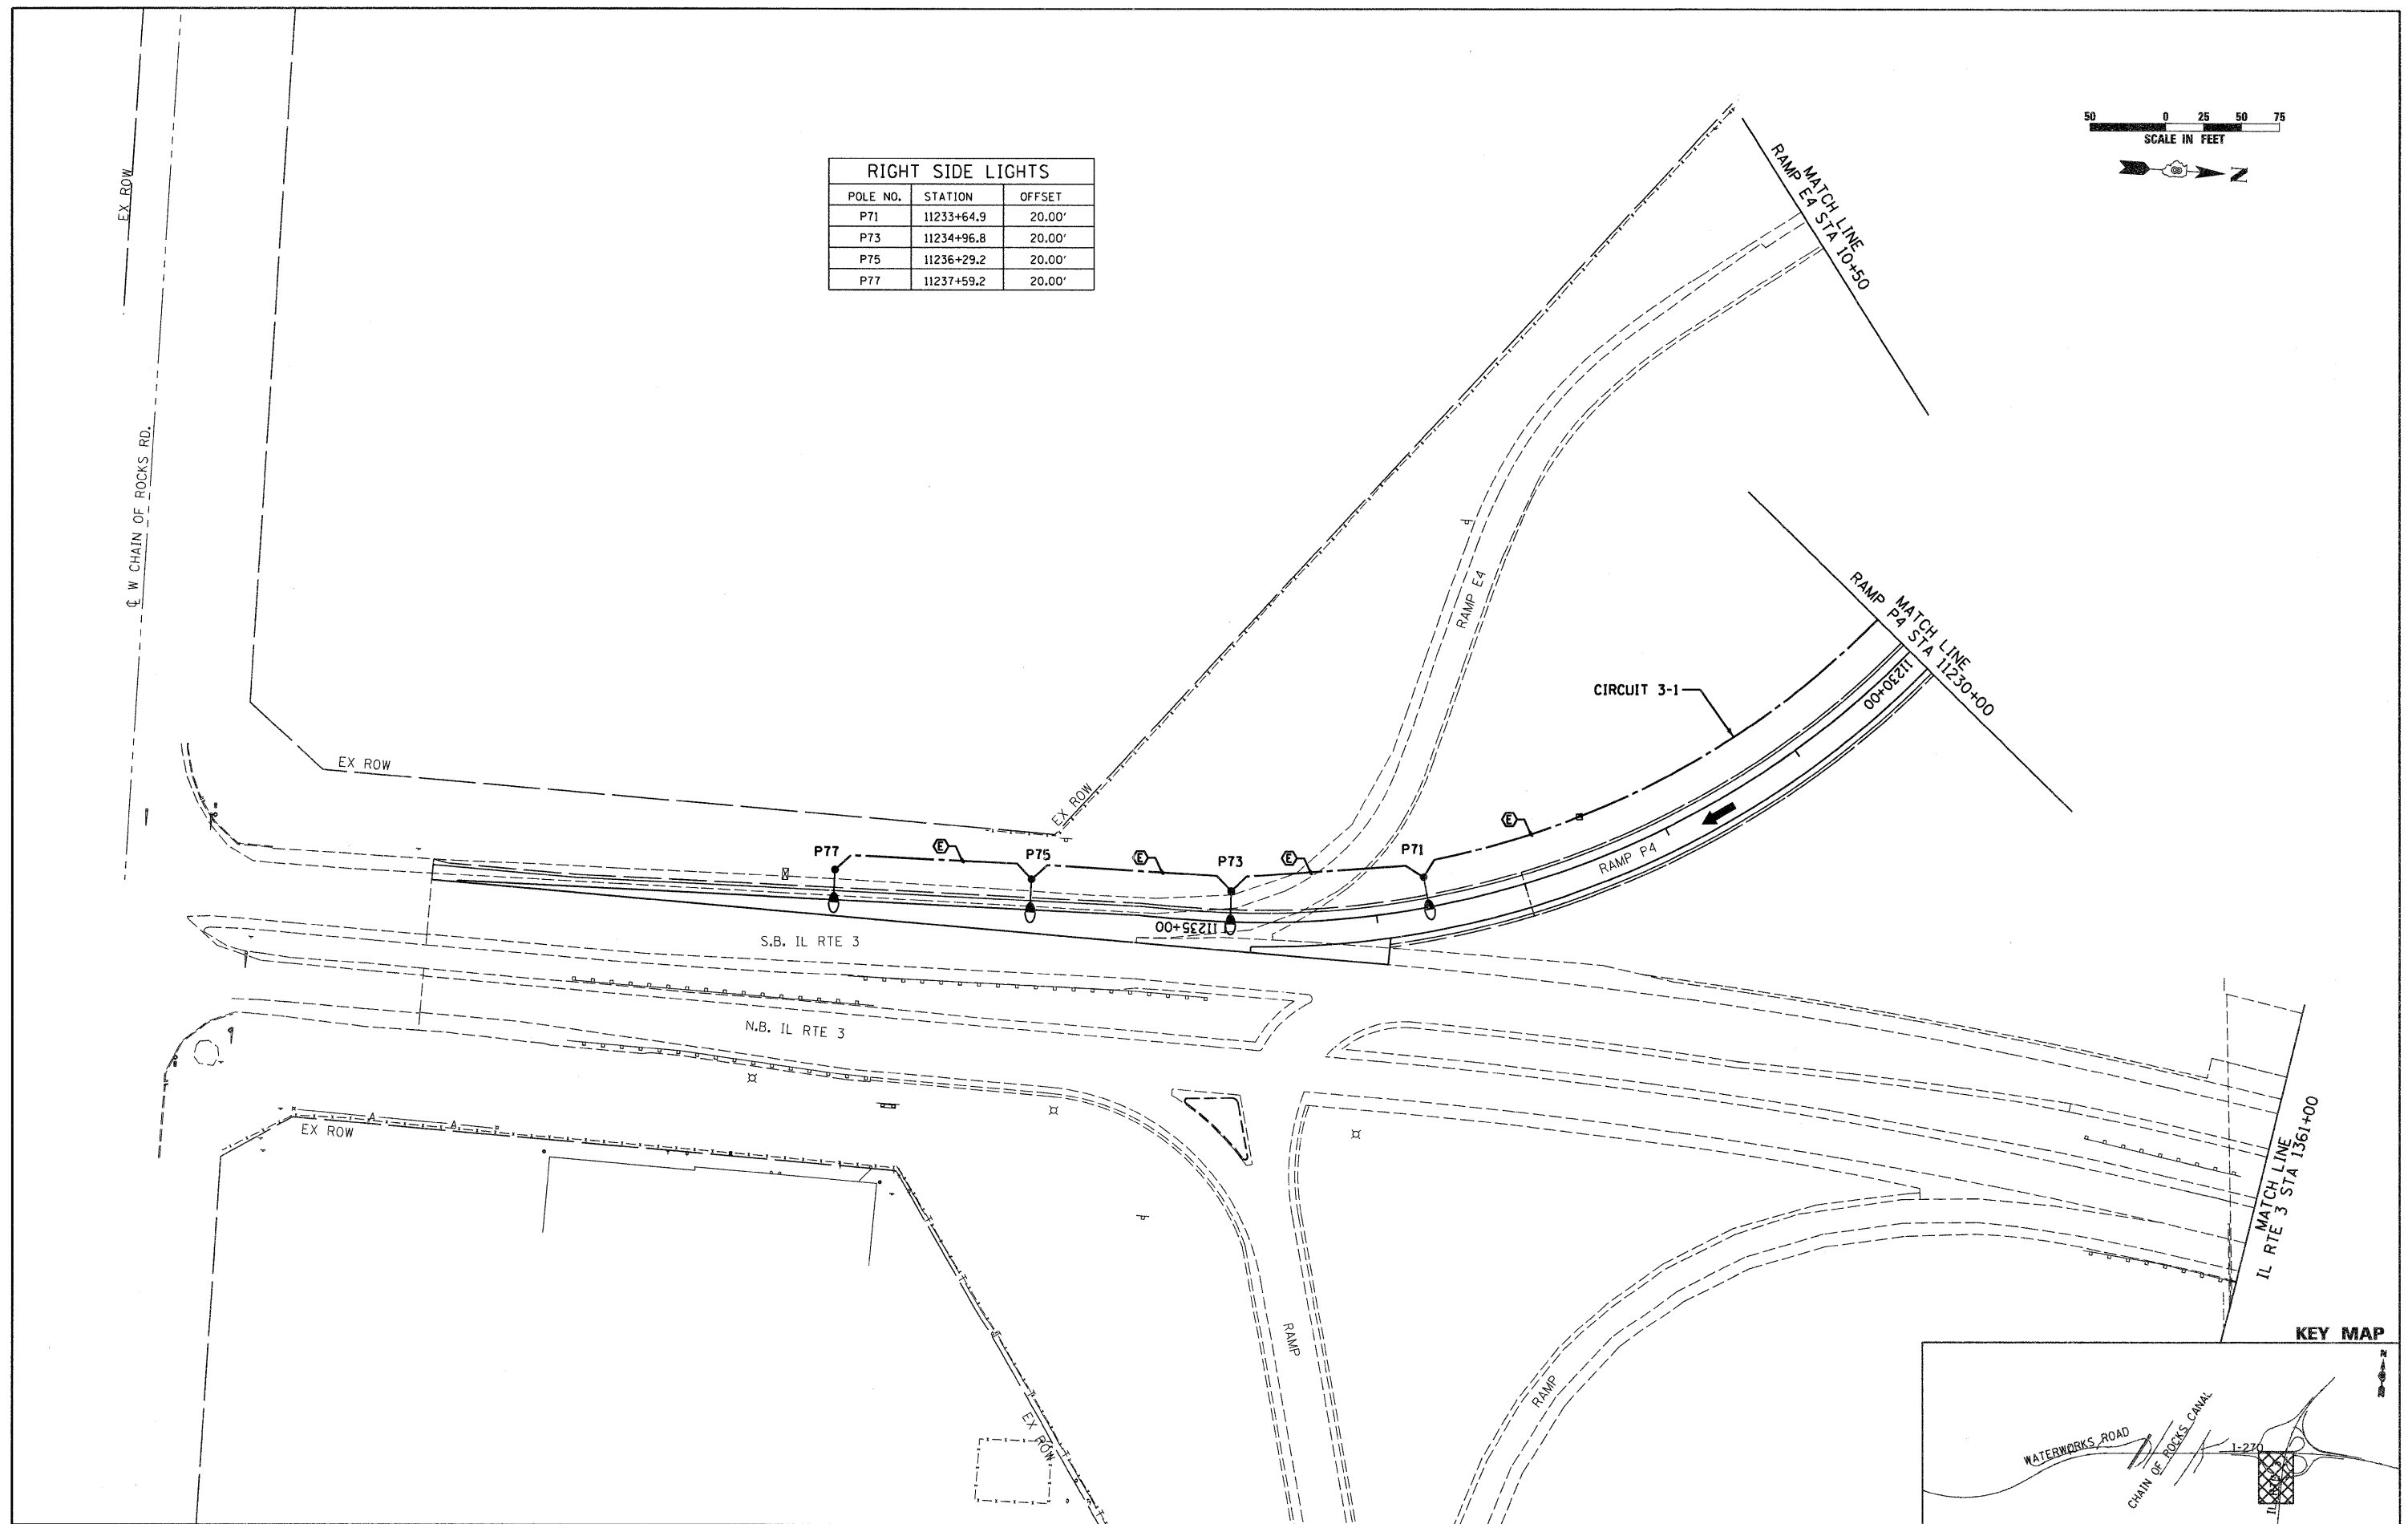 50 0 25 50 75
SCALE IN FEET
N
RIGHT SIDE LIGHTS
POLE NO. STATION OFFSET
P71 11233+64.9 20.00'
P73 11234+96.8 20.00'
P75 11236+29.2 20.00'
P77 11237+59.2 20.00'
EX ROW
℄ W CHAIN OF ROCKS RD.
MATCH LINE
RAMP E4 STA 10+50
RAMP E4
MATCH LINE
RAMP P4 STA 11230+00
11230+00
CIRCUIT 3-1
RAMP P4
EX ROW
EX ROW
P77
E
P75
E
P73
E
P71
E
11235+00
S.B. IL RTE 3
N.B. IL RTE 3
EX ROW
A
A
EX ROW
RAMP
RAMP
MATCH LINE
IL RTE 3 STA 1361+00
KEY MAP
N
WATERWORKS ROAD
CHAIN OF ROCKS CANAL
I-270